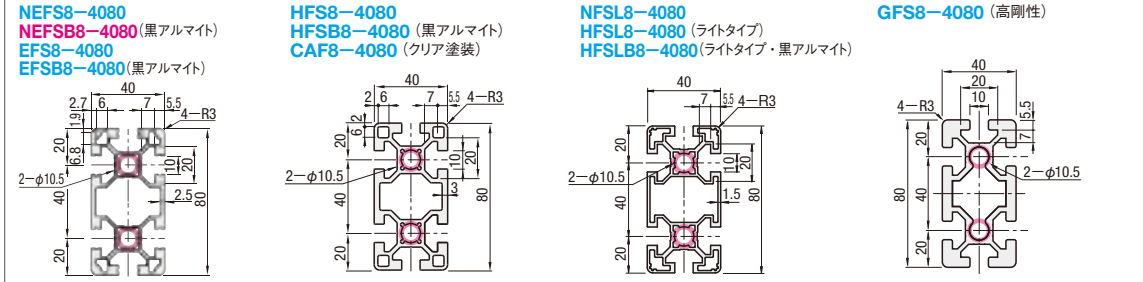 NEFS8−4080
NEFSB8−4080(黒アルマイト)
EFS8−4080
EFSB8−4080(黒アルマイト)
40
2.7 6 7 5.5
4−R3
1.9
6.8
20
2−φ10.5
10
20
40
2.5
80
20
HFS8−4080
HFSB8−4080(黒アルマイト)
CAF8−4080(クリア塗装)
40
2 6 7 5.5
4−R3
2
6
20
10
20
2−φ10.5
40
3
80
20
NFSL8−4080
HFSL8−4080(ライトタイプ)
HFSLB8−4080(ライトタイプ・黒アルマイト)
40
7 5.5
4−R3
20
10
20
2−φ10.5
40
1.5
80
20
GFS8−4080(高剛性)
40
20
10
4−R3
5.5
7
20
2−φ10.5
80
40
20